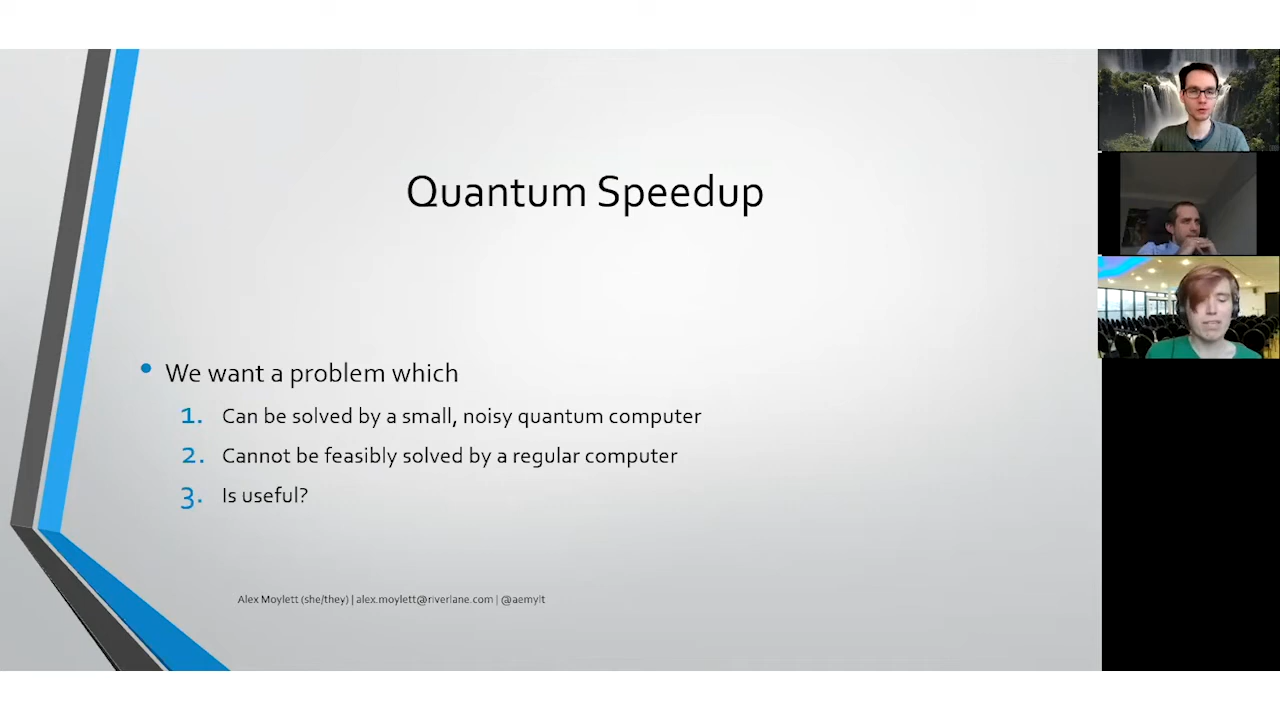 Quantum Speedup
• We want a problem which
1. Can be solved by a small, noisy quantum computer
2. Cannot be feasibly solved by a regular computer
3. Is useful?
Alex Moylett (she/they) | alex.moylett@riverlane.com | @aemylt